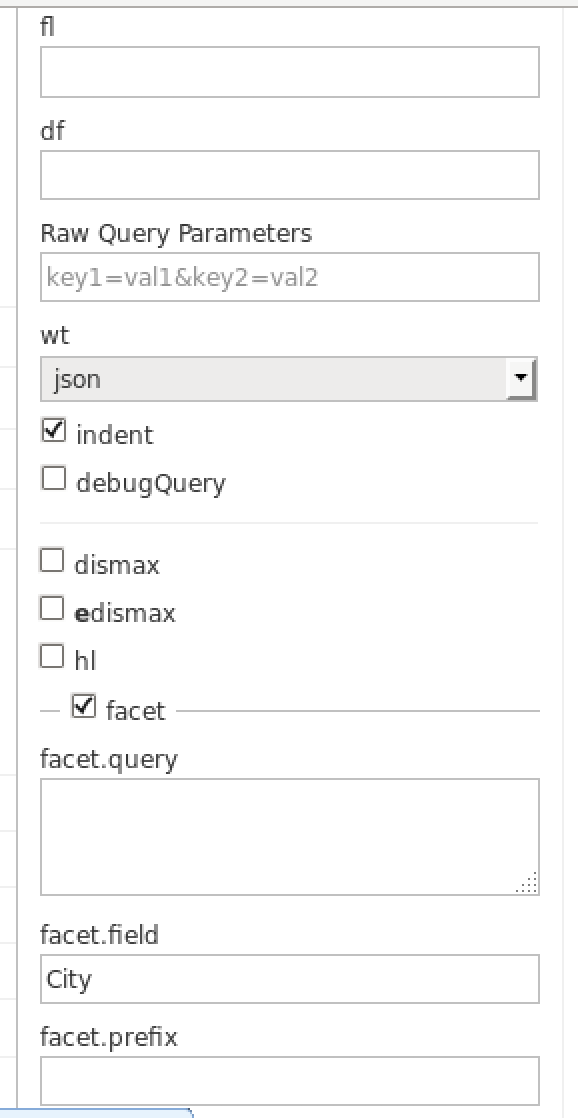 fl
df
Raw Query Parameters
key1=val1&key2=val2
wt
json
indent
debugQuery
dismax
edismax
hl
facet
facet.query
facet.field
City
facet.prefix